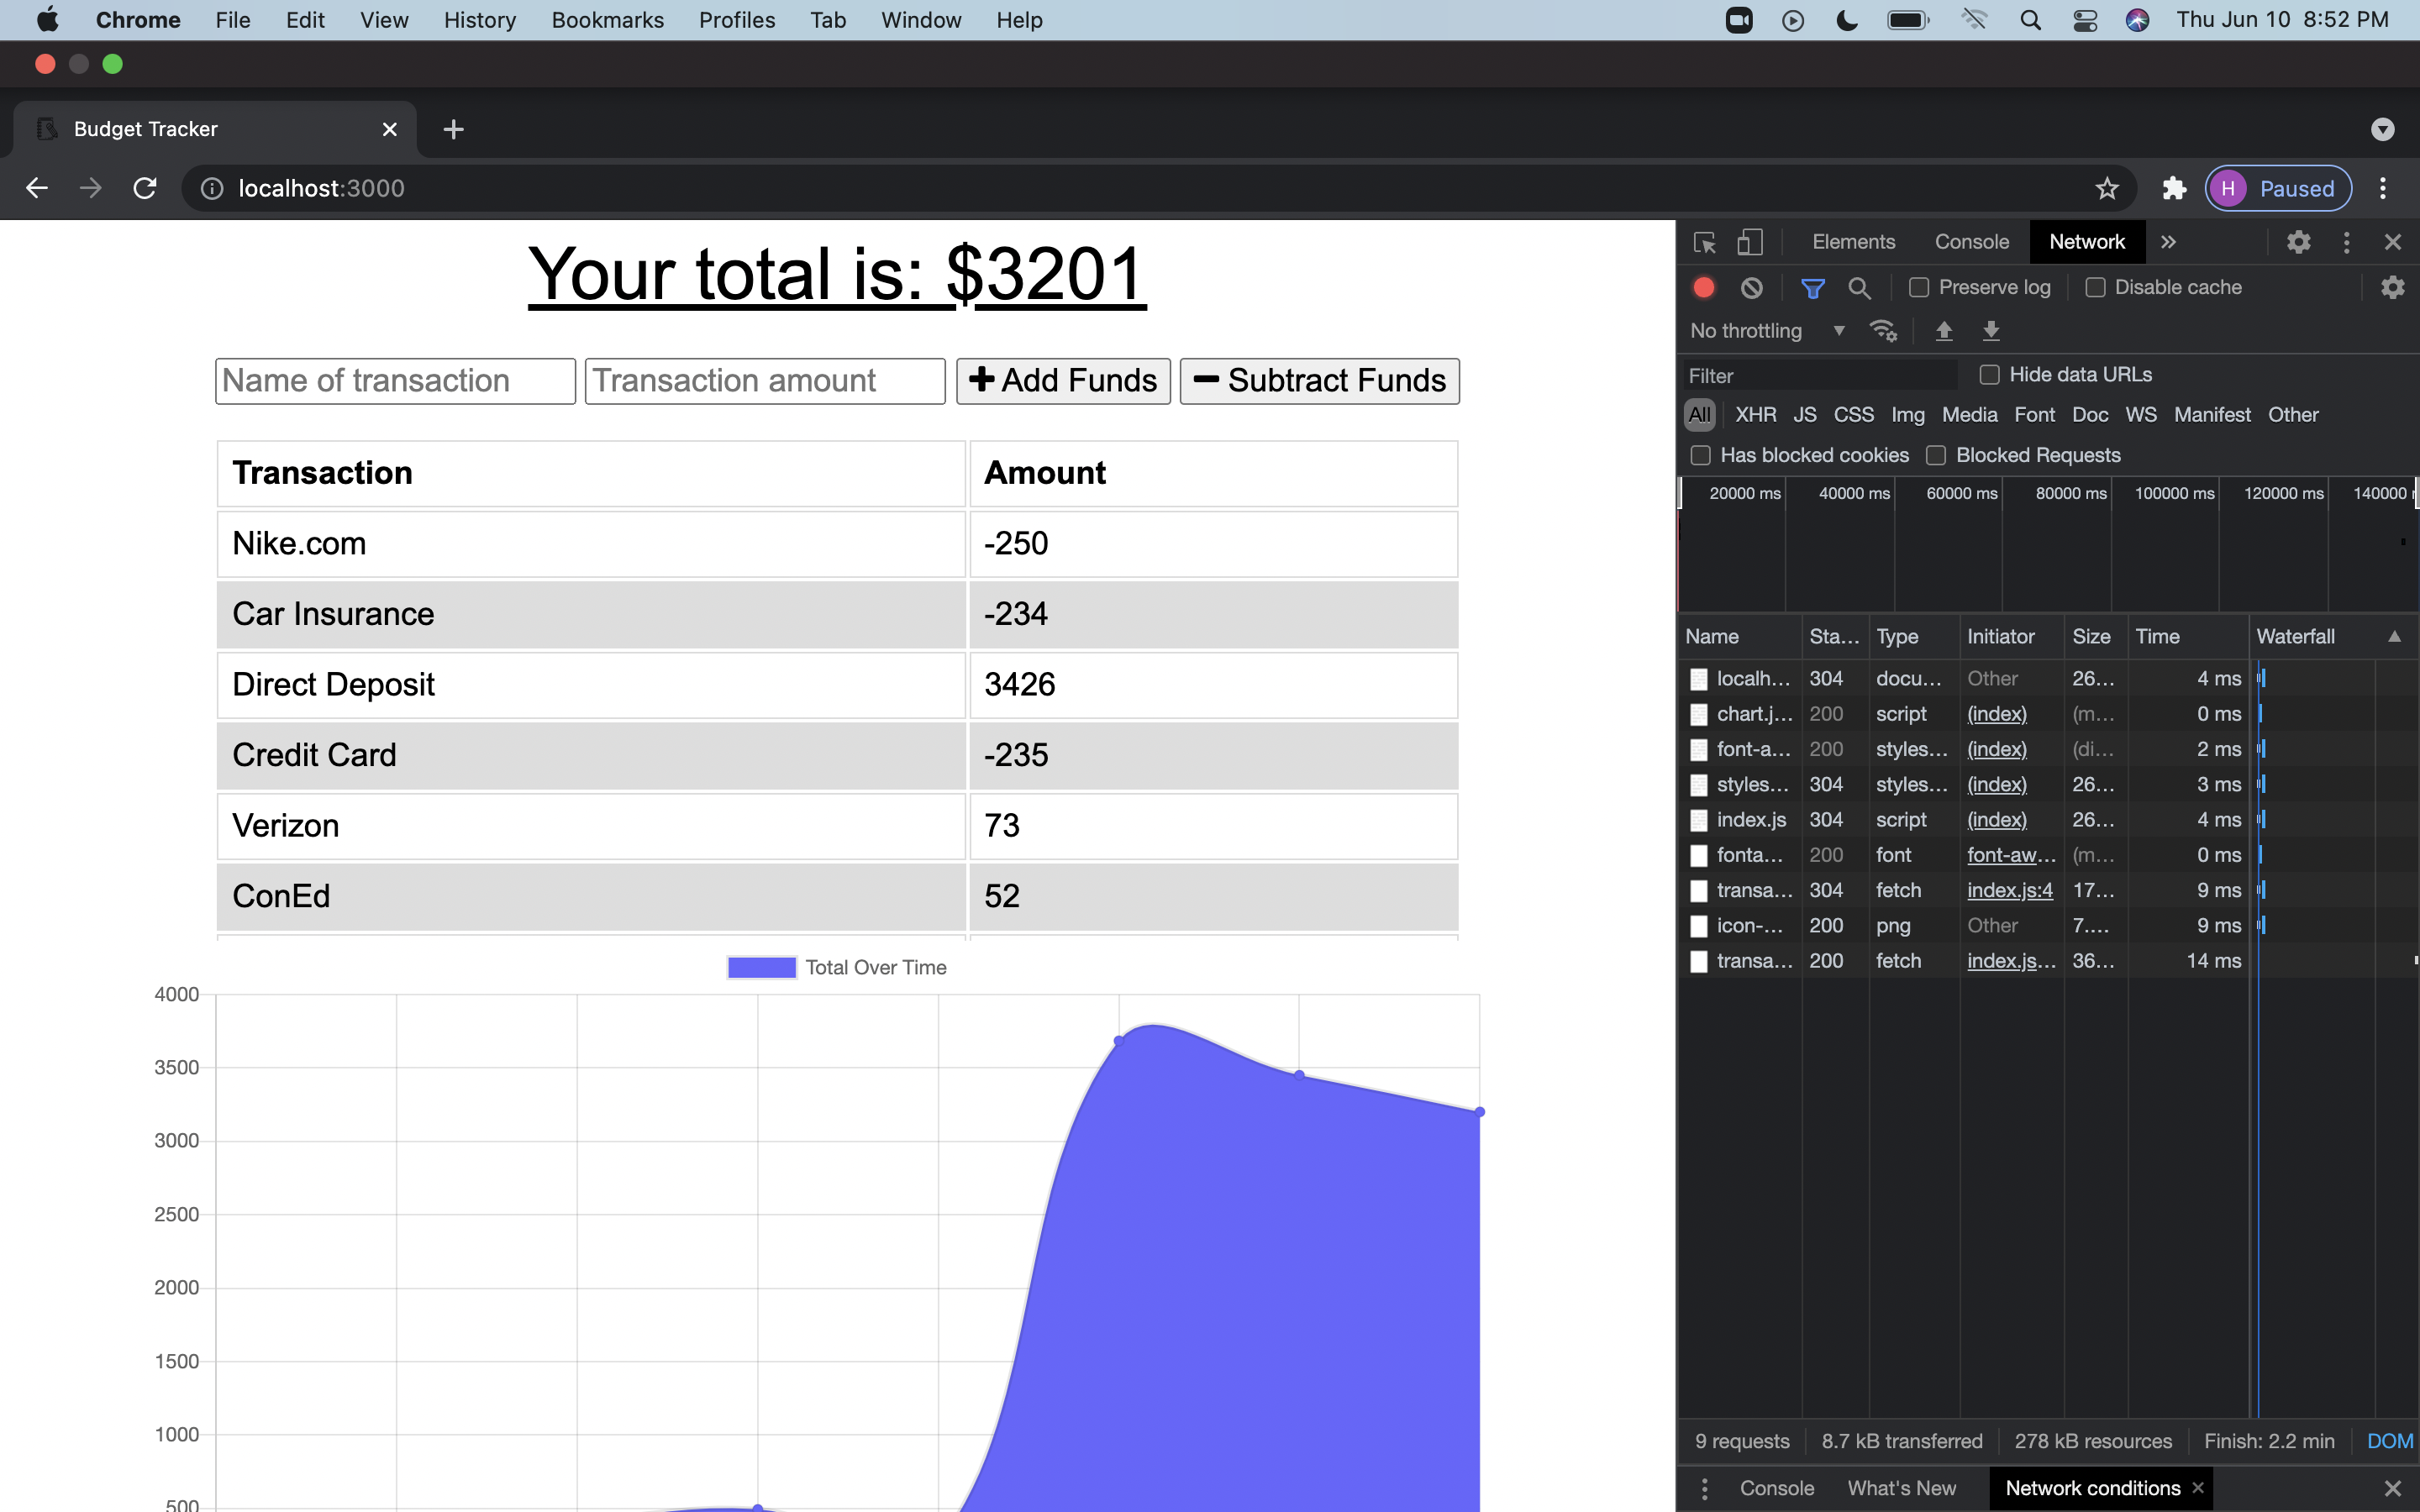 Chrome File Edit View History Bookmarks Profiles Tab Window Help Thu Jun 10 8:52 PM
Budget Tracker
localhost:3000 H Paused
Your total is: $3201
Name of transaction Transaction amount Add Funds Subtract Funds
Transaction Amount
Nike.com -250
Car Insurance -234
Direct Deposit 3426
Credit Card -235
Verizon 73
ConEd 52
Total Over Time
4000
3500
3000
2500
2000
1500
1000
500
Elements Console Network
Preserve log Disable cache
No throttling
Filter Hide data URLs
All XHR JS CSS Img Media Font Doc WS Manifest Other
Has blocked cookies Blocked Requests
20000 ms 40000 ms 60000 ms 80000 ms 100000 ms 120000 ms 140000
Name Sta... Type Initiator Size Time Waterfall
localh... 304 docu... Other 26... 4 ms
chart.j... 200 script (index) (m... 0 ms
font-a... 200 styles... (index) (di... 2 ms
styles... 304 styles... (index) 26... 3 ms
index.js 304 script (index) 26... 4 ms
fonta... 200 font font-aw... (m... 0 ms
transa... 304 fetch index.js:4 17... 9 ms
icon-... 200 png Other 7.... 9 ms
transa... 200 fetch index.js... 36... 14 ms
9 requests 8.7 kB transferred 278 kB resources Finish: 2.2 min DOM
Console What's New Network conditions